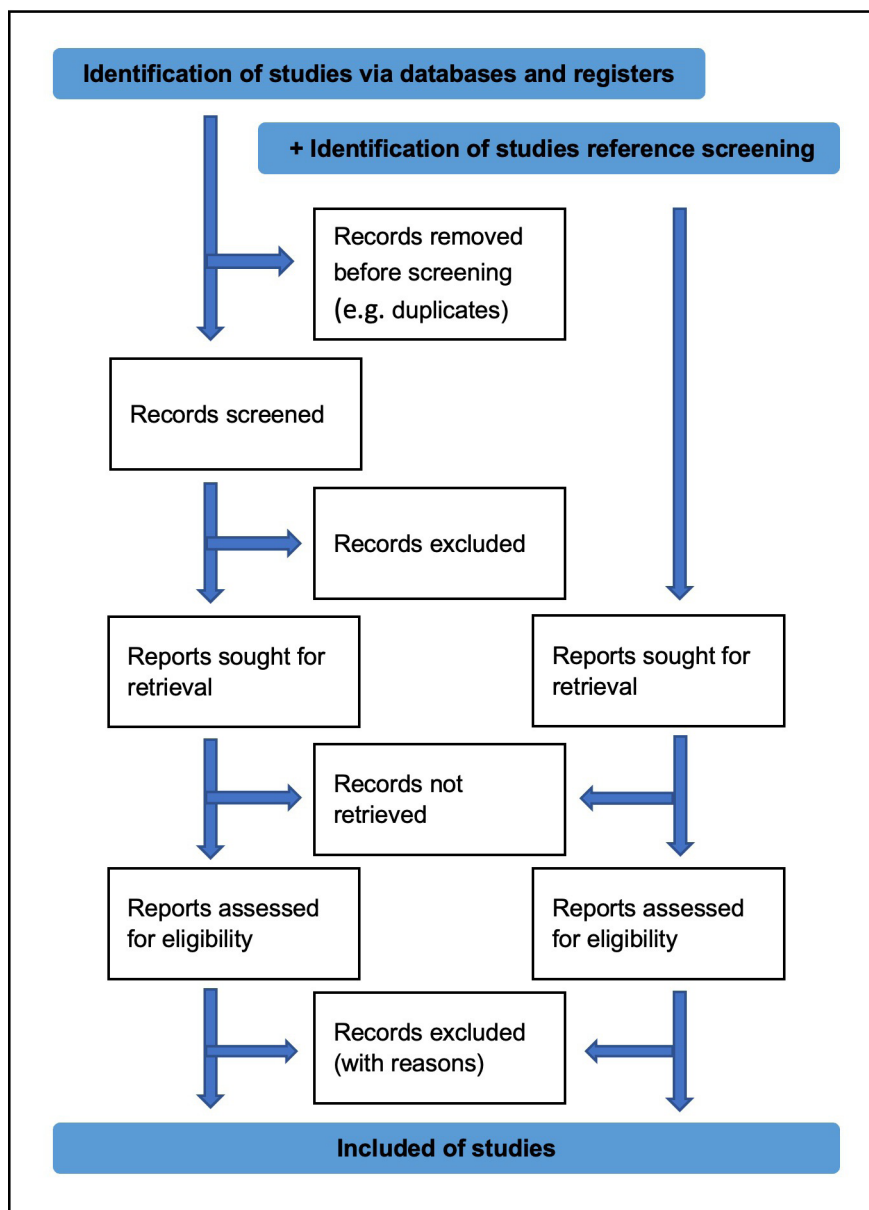 Identification of studies via databases and registers
+ Identification of studies reference screening
Records removed
before screening
(e.g. duplicates)
Records screened
Records excluded
Reports sought for
retrieval
Reports sought for
retrieval
Records not
retrieved
Reports assessed
for eligibility
Reports assessed
for eligibility
Records excluded
(with reasons)
Included of studies